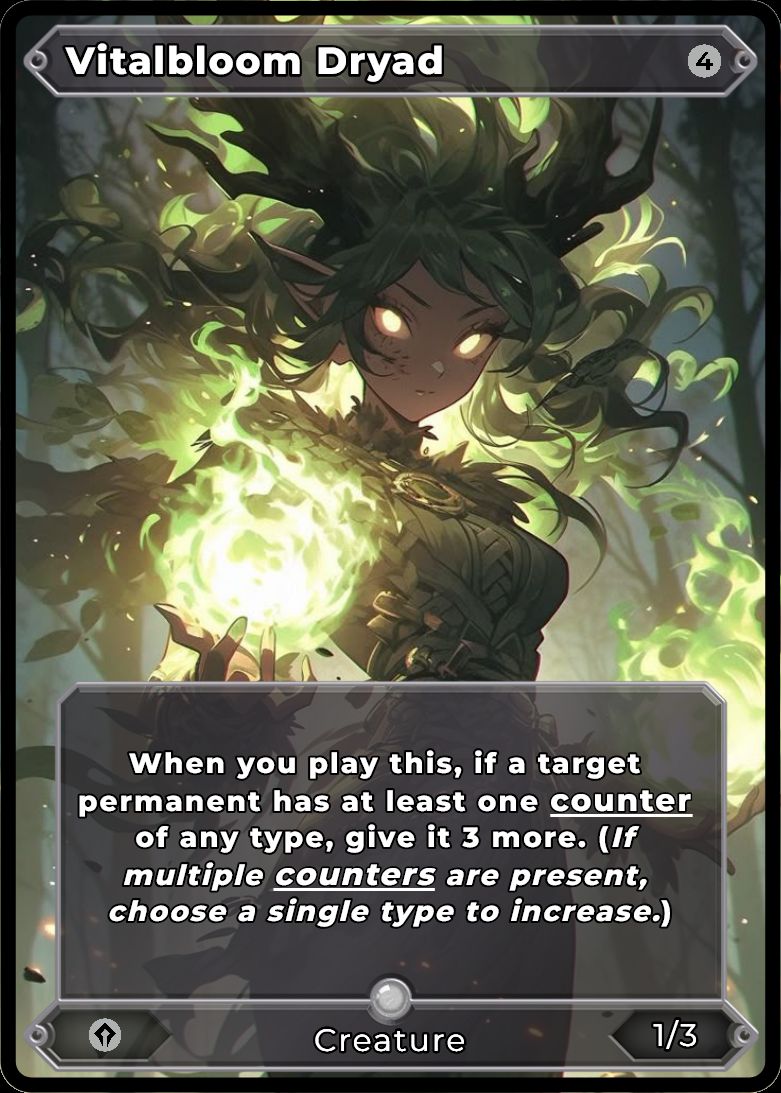 Vitalbloom Dryad 4
When you play this, if a target
permanent has at least one counter
of any type, give it 3 more. (If
multiple counters are present,
choose a single type to increase.)
Creature 1/3